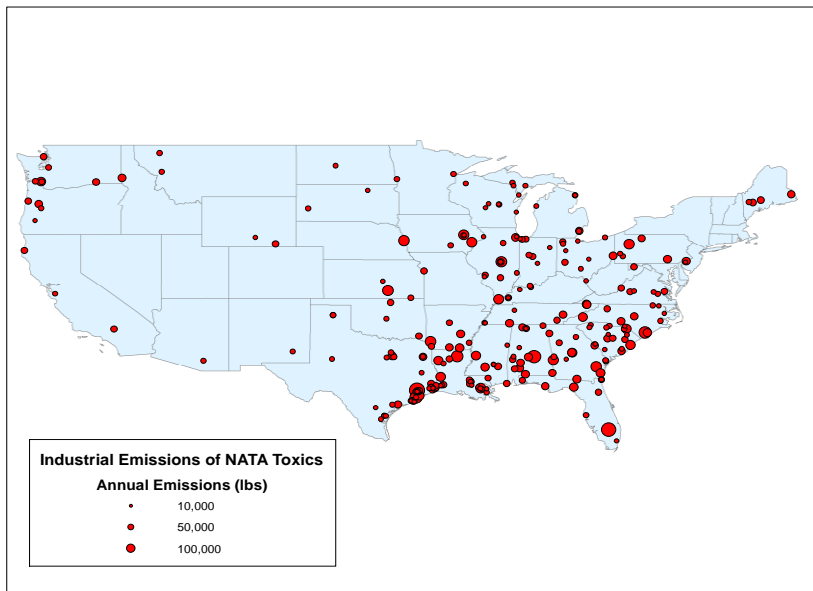 Industrial Emissions of NATA Toxics
Annual Emissions (lbs)
10,000
50,000
100,000